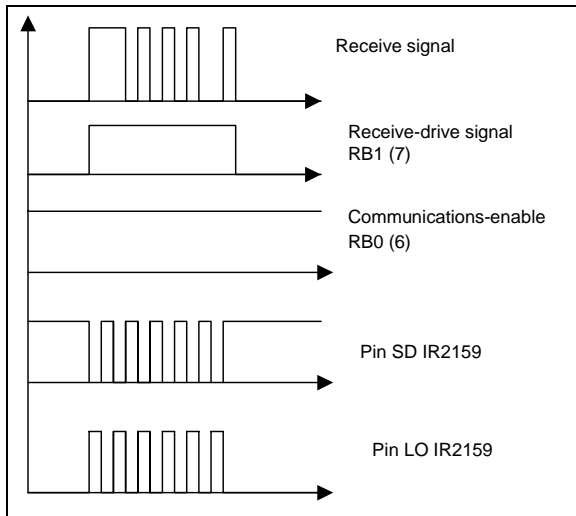 Receive signal
Receive-drive signal
RB1 (7)
Communications-enable
RB0 (6)
Pin SD IR2159
Pin LO IR2159